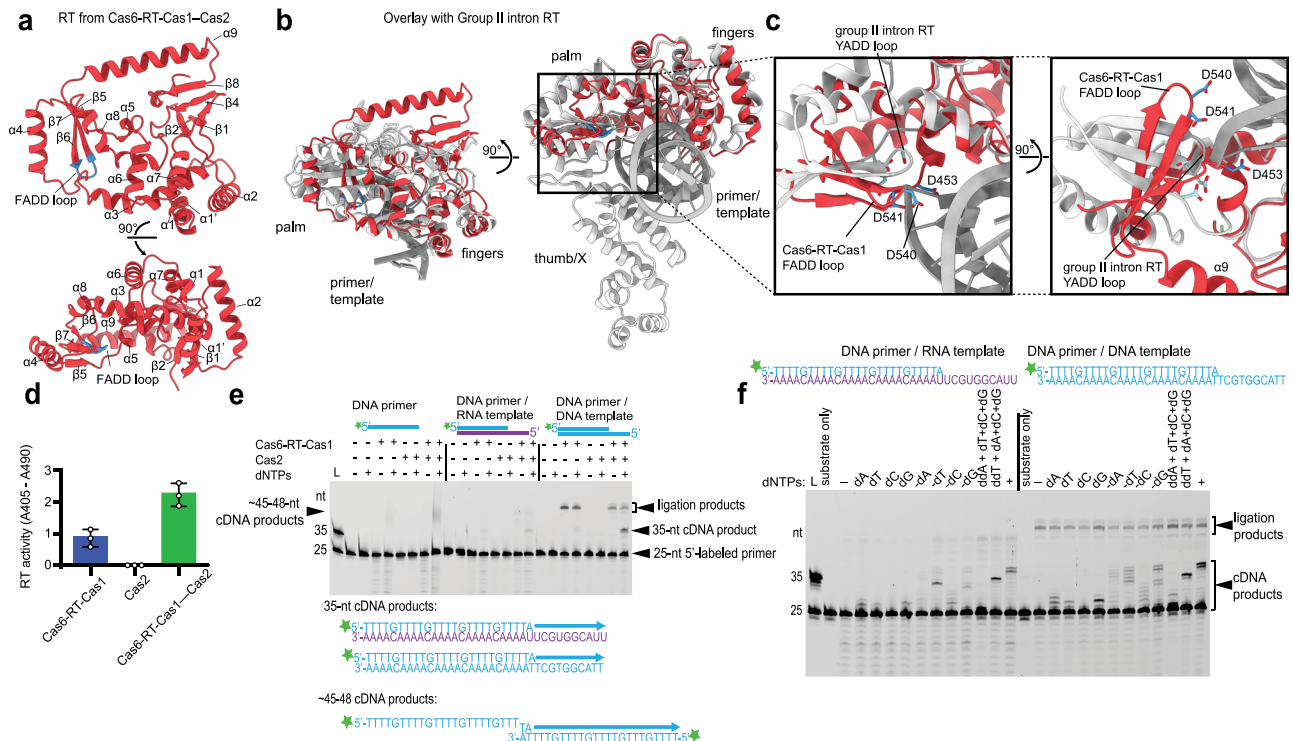 a
RT from Cas6-RT-Cas1–Cas2
α9
β5
β7
α5
α8
β8
β4
α4
β6
β2
β1
α6
α7
FADD loop
α3
α1
α1'
α2
90°
α6
α3
α7
α1
α8
α2
β6
α9
β7
α4
β5
α5
β2
α1'
β1
FADD loop
b
Overlay with Group II intron RT
palm
fingers
90°
palm
fingers
primer/
template
primer/
template
thumb/X
c
group II intron RT
YADD loop
D453
D541
D540
Cas6-RT-Cas1
FADD loop
90°
Cas6-RT-Cas1
FADD loop
D540
D541
D453
group II intron RT
YADD loop
α9
d
RT activity (A405 - A490)
3
2
1
0
Cas6-RT-Cas1
Cas2
Cas6-RT-Cas1—Cas2
e
DNA primer
DNA primer/
RNA template
DNA primer/
DNA template
5'
5'
5'
5'
5'
Cas6-RT-Cas1
Cas2
dNTPs
L
nt
~45-48-nt
cDNA products
35
25
ligation products
35-nt cDNA product
25-nt 5'-labeled primer
35-nt cDNA products:
5'-TTTTGTTTTGTTTTGTTTTGTTTTA
3'-AAAACAAAACAAAACAAAACAAAAUUCGUGGCAUU
5'-TTTTGTTTTGTTTTGTTTTGTTTTA
3'-AAAACAAAACAAAACAAAACAAAATTCGTGGCATT
~45-48 cDNA products:
5'-TTTTGTTTTGTTTTGTTTTGTTTT
TA
3'-ATTTTGTTTTGTTTTGTTTGTTTT-5'
f
DNA primer / RNA template
5'-TTTTGTTTTGTTTTGTTTTGTTTTA
3'-AAAACAAAACAAAACAAAACAAAAUUCGUGGCAUU
DNA primer / DNA template
5'-TTTTGTTTTGTTTTGTTTTGTTTTA
3'-AAAACAAAACAAAACAAAACAAAATTCGTGGCATT
dNTPs:
L
substrate only
–
dA
dT
dC
dG
-dA
-dT
-dC
-dG
ddA + dT+dC+dG
ddT + dA+dC+dG
+
substrate only
–
dA
dT
dC
dG
-dA
-dT
-dC
-dG
ddA + dT+dC+dG
ddT + dA+dC+dG
+
nt
35
25
ligation
products
cDNA
products